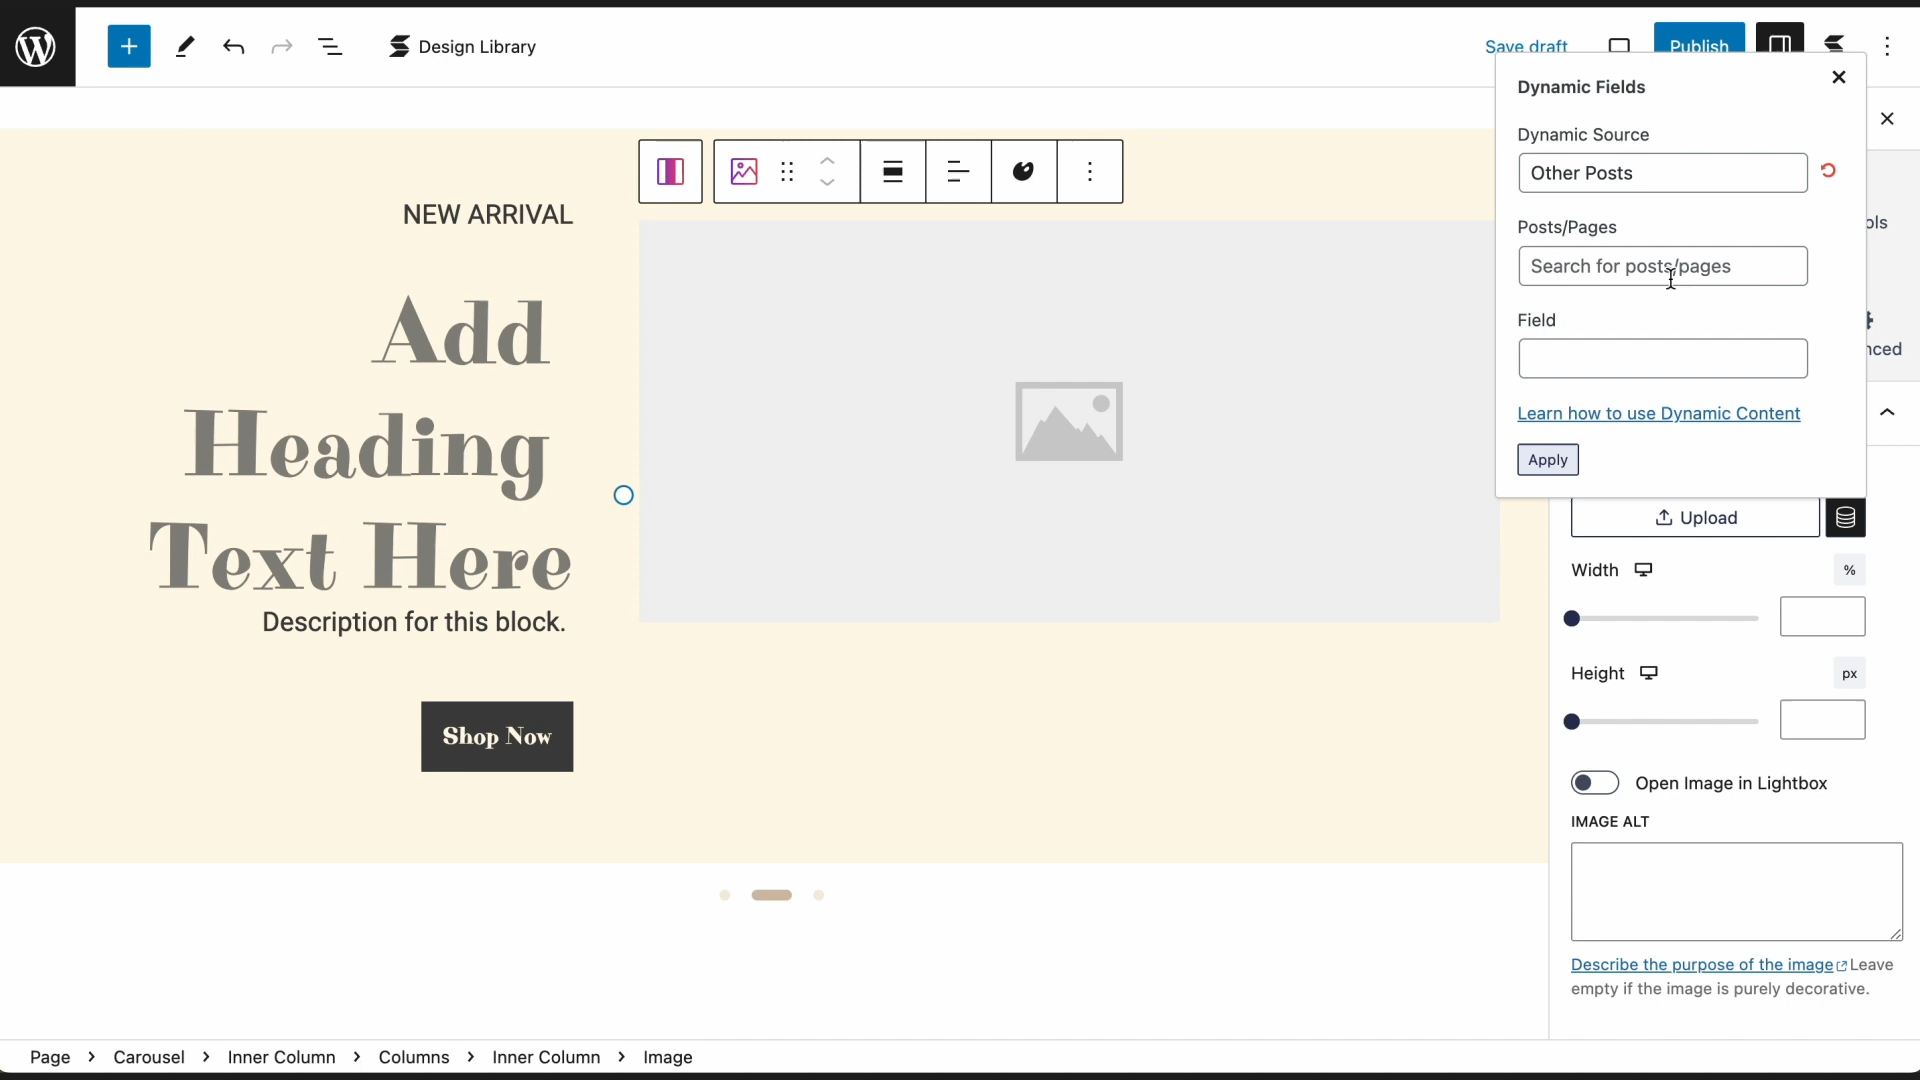 Design Library
Save draft
Publish
NEW ARRIVAL
Add
Heading
Text Here
Description for this block.
Shop Now
Dynamic Fields
Dynamic Source
Other Posts
Posts/Pages
Search for posts/pages
Field
Learn how to use Dynamic Content
Apply
ols
nced
Upload
Width
%
Height
px
Open Image in Lightbox
IMAGE ALT
Describe the purpose of the image Leave
empty if the image is purely decorative.
Page > Carousel > Inner Column > Columns > Inner Column > Image